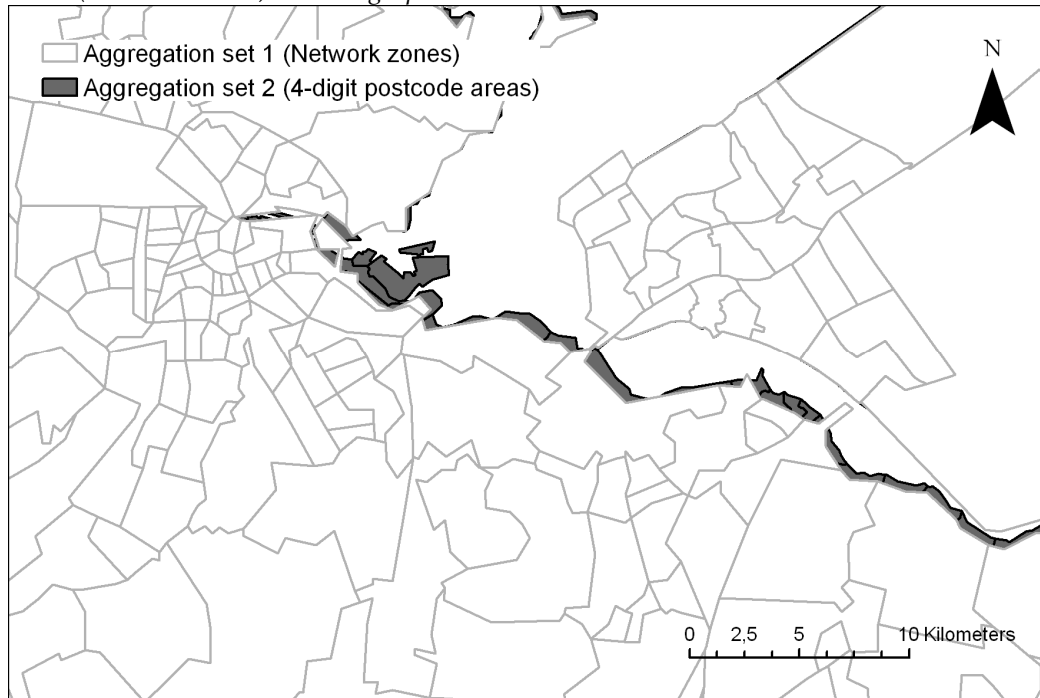 Aggregation set 1 (Network zones)
N
Aggregation set 2 (4-digit postcode areas)
0 2,5 5 10 Kilometers